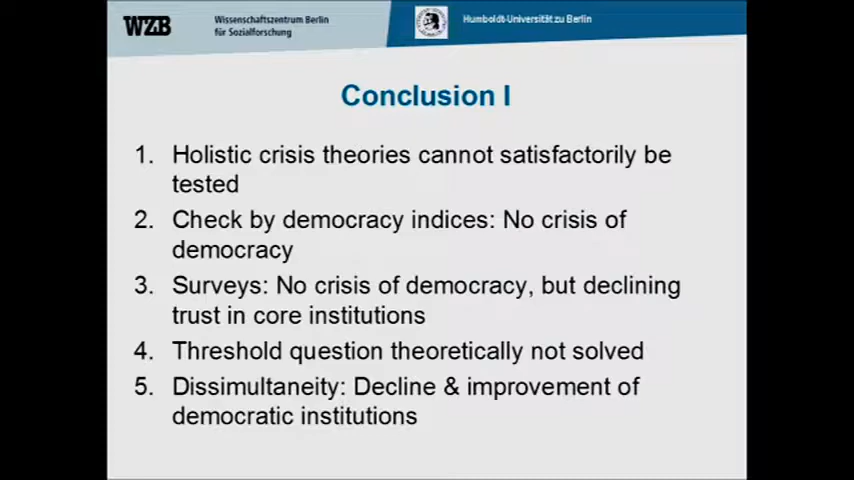 WZB
Wissenschaftszentrum Berlin
für Sozialforschung
Humboldt-Universität zu Berlin
Conclusion I
1. Holistic crisis theories cannot satisfactorily be
tested
2. Check by democracy indices: No crisis of
democracy
3. Surveys: No crisis of democracy, but declining
trust in core institutions
4. Threshold question theoretically not solved
5. Dissimultaneity: Decline & improvement of
democratic institutions